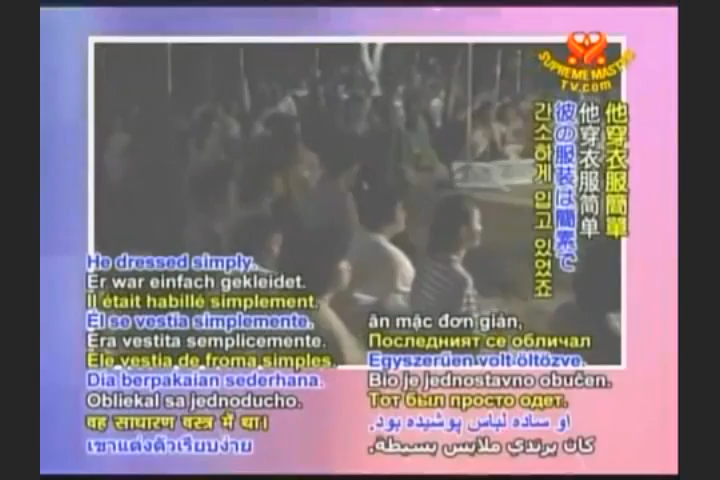 SUPREME MASTER
TV.com
他穿衣服簡單
他穿衣服简单
彼の服装は簡素で
간소하게 입고 있었죠
He dressed simply.
Er war einfach gekleidet.
Il était habillé simplement.
Él se vestia simplemente.
Era vestita semplicemente.
Ele vestia de froma simples.
Dia berpakaian sederhana.
Obliekal sa jednoducho.
वह साधारण वस्त्र में था।
เขาแต่งตัวเรียบง่าย
ăn mặc đơn giản,
Последният се обличал
Egyszerűen volt öltözve.
Bio je jednostavno obučen.
Тот был просто одет.
او ساده لباس پوشیده بود.
كان يرتدي ملابس بسيطة.